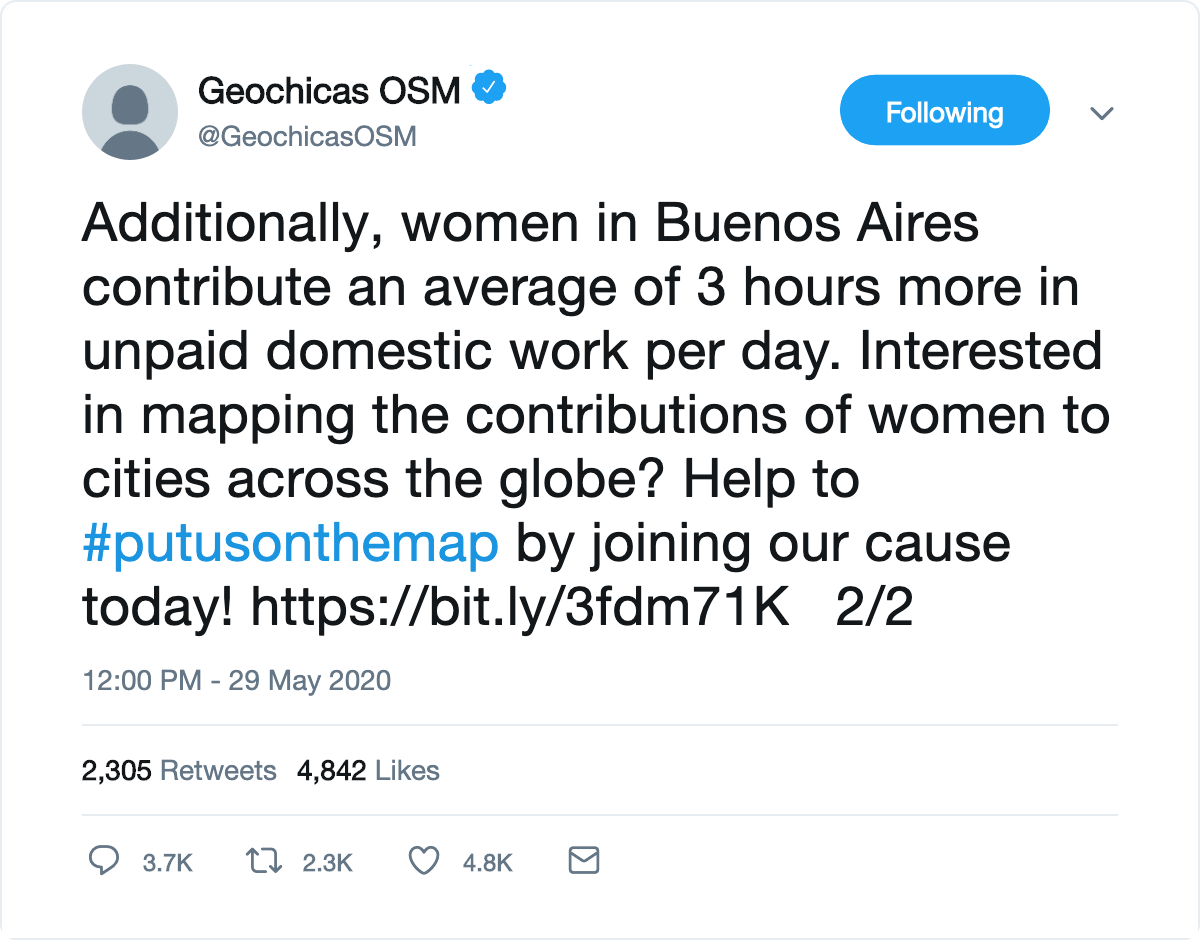 Geochicas OSM
@GeochicasOSM
Following
Additionally, women in Buenos Aires
contribute an average of 3 hours more in
unpaid domestic work per day. Interested
in mapping the contributions of women to
cities across the globe? Help to
#putusonthemap by joining our cause
today! https://bit.ly/3fdm71K 2/2
12:00 PM - 29 May 2020
2,305 Retweets 4,842 Likes
3.7K 2.3K 4.8K